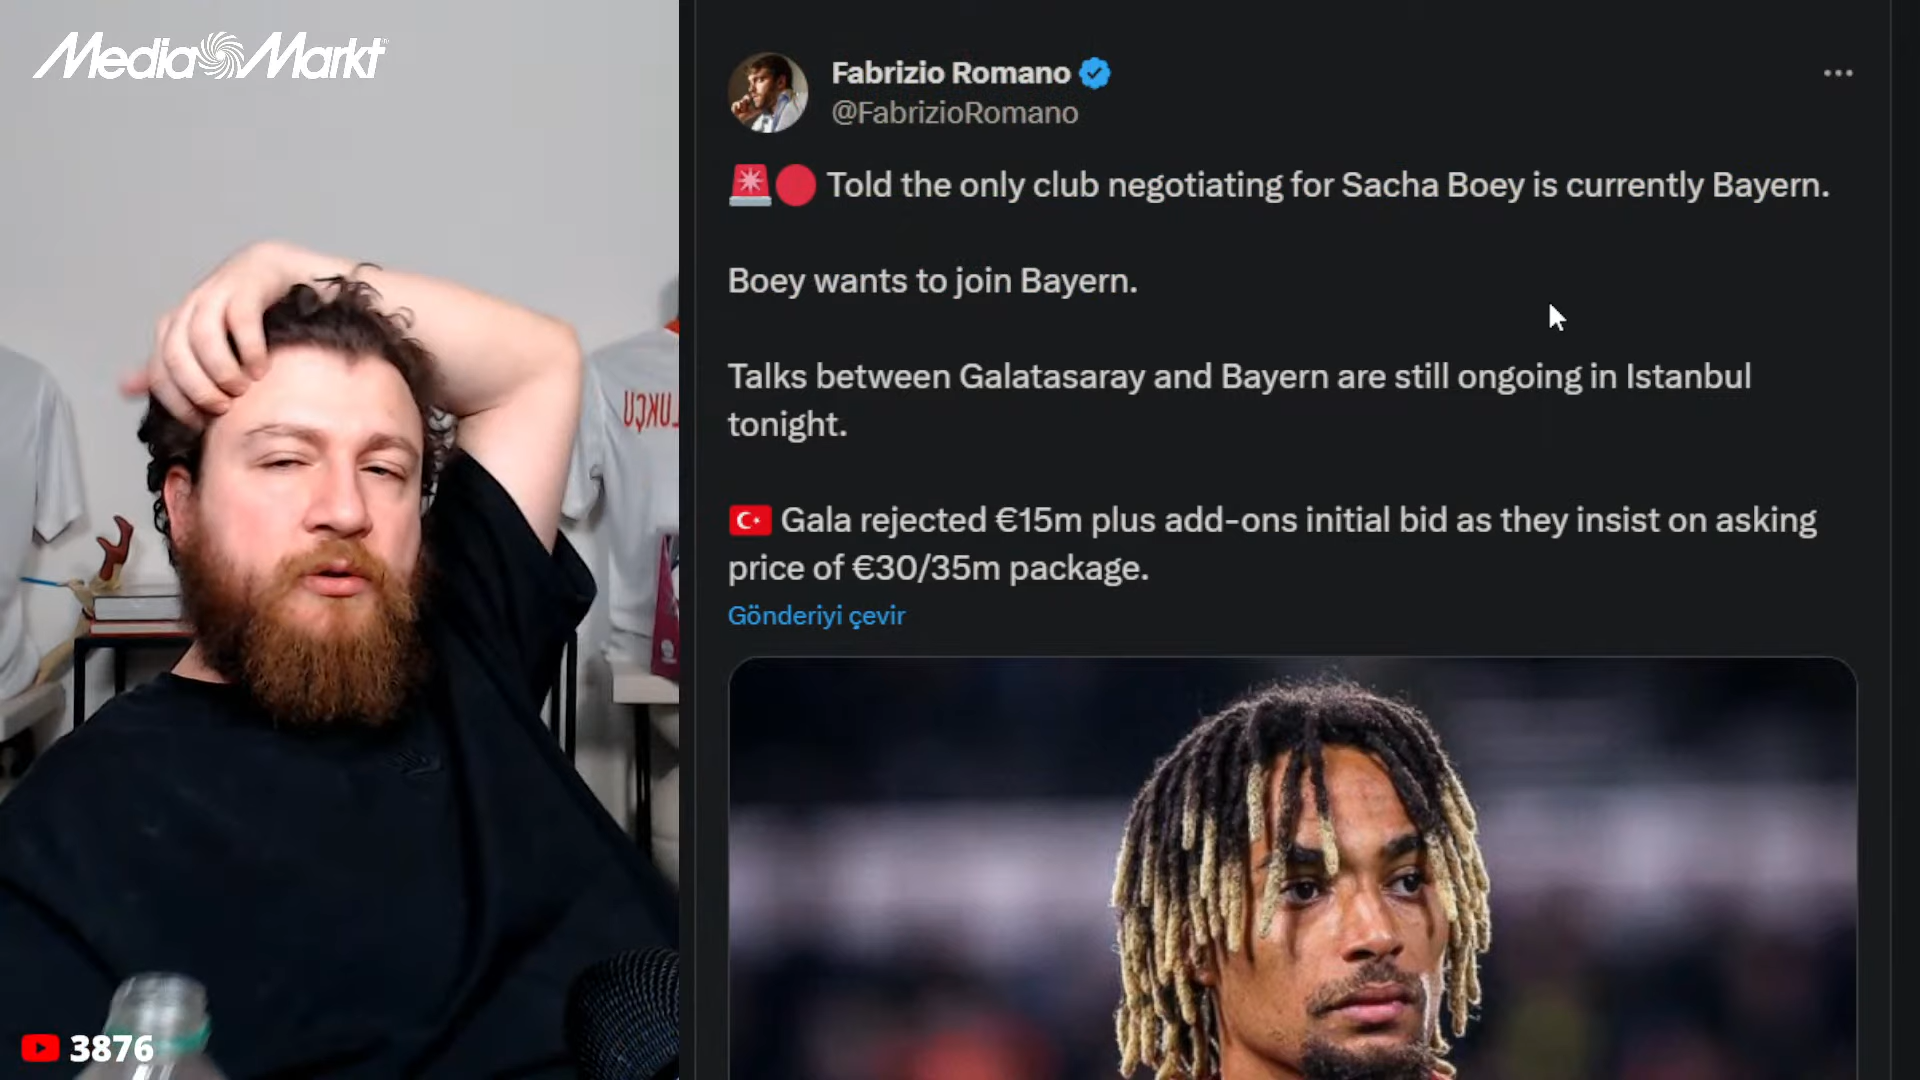 MediaMarkt
Fabrizio Romano
@FabrizioRomano
Told the only club negotiating for Sacha Boey is currently Bayern.
Boey wants to join Bayern.
Talks between Galatasaray and Bayern are still ongoing in Istanbul
tonight.
Gala rejected €15m plus add-ons initial bid as they insist on asking
price of €30/35m package.
Gönderiyi çevir
LUKÇU
3876